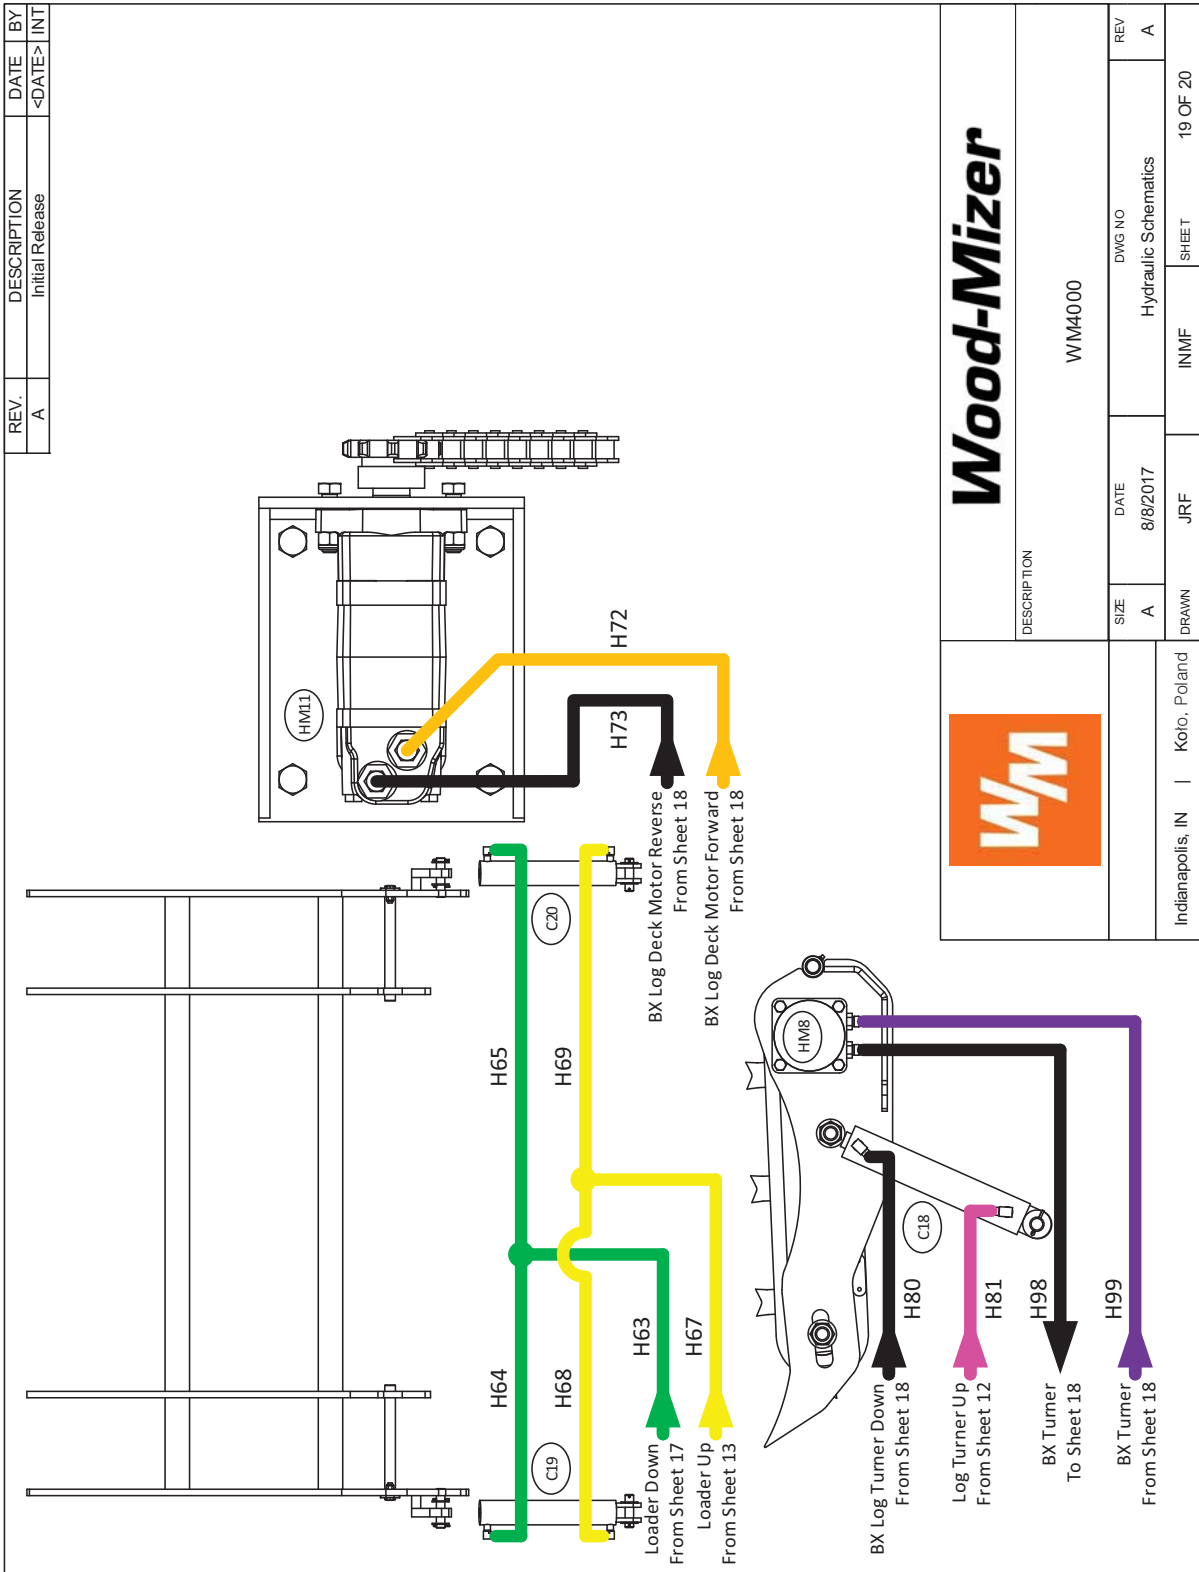 REV.
DESCRIPTION
DATE
BY
A
Initial Release
<DATE>
INT
HM11
H72
H73
BX Log Deck Motor Reverse
From Sheet 18
BX Log Deck Motor Forward
From Sheet 18
C20
C19
H65
H69
H64
H68
H63
H67
Loader Down
From Sheet 17
Loader Up
From Sheet 13
HM8
C18
H80
H81
H98
H99
BX Log Turner Down
From Sheet 18
Log Turner Up
From Sheet 12
BX Turner
To Sheet 18
BX Turner
From Sheet 18
WM
Wood-Mizer
DESCRIPTION
WM4000
SIZE
A
DATE
8/8/2017
DWG NO
Hydraulic Schematics
REV
A
Indianapolis, IN | Koło, Poland
DRAWN
JRF
INMF
SHEET
19 OF 20